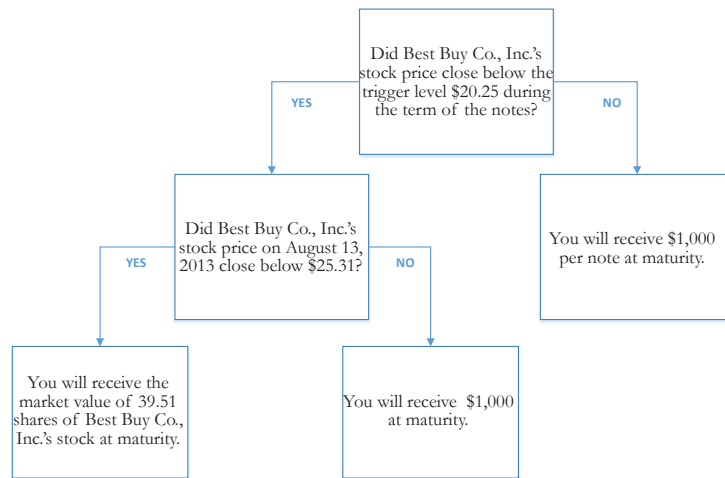 Did Best Buy Co., Inc.'s
stock price close below the
trigger level $20.25 during
the term of the notes?
YES
NO
Did Best Buy Co., Inc.'s
stock price on August 13,
2013 close below $25.31?
You will receive $1,000
per note at maturity.
YES
NO
You will receive the
market value of 39.51
shares of Best Buy Co.,
Inc.'s stock at maturity.
You will receive $1,000
at maturity.